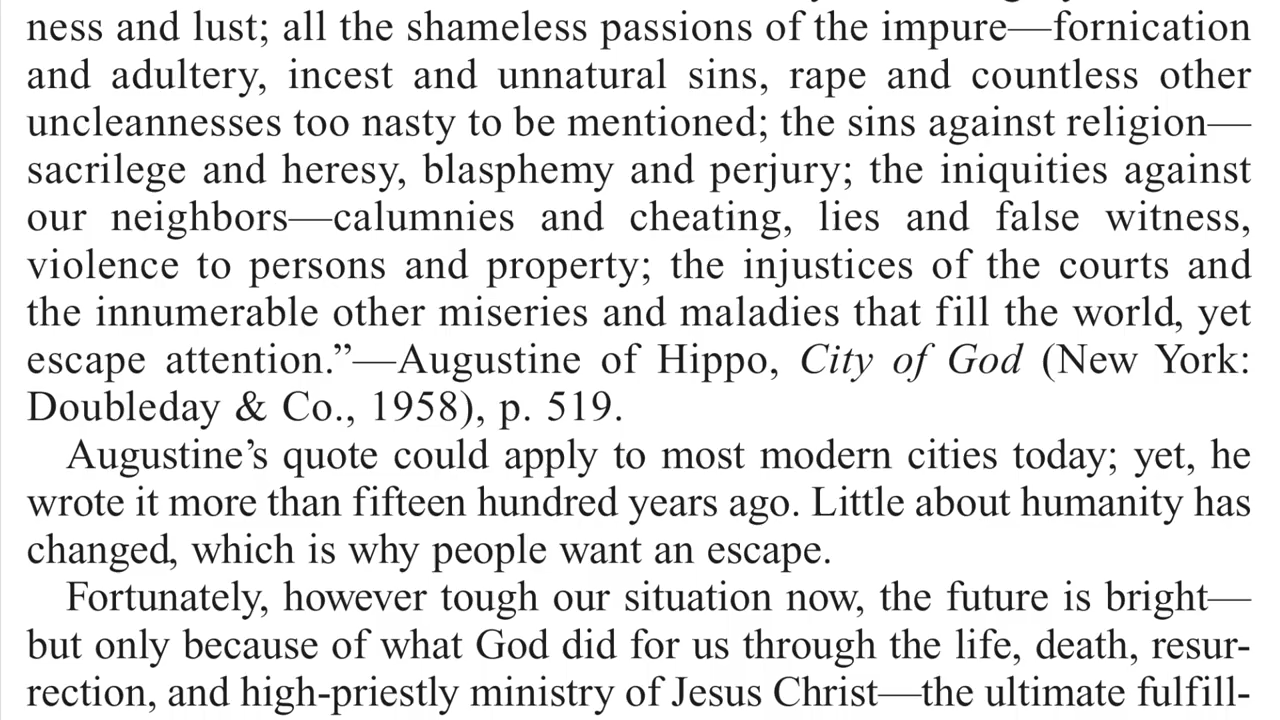 ness and lust; all the shameless passions of the impure—fornication
and adultery, incest and unnatural sins, rape and countless other
uncleannesses too nasty to be mentioned; the sins against religion—
sacrilege and heresy, blasphemy and perjury; the iniquities against
our neighbors—calumnies and cheating, lies and false witness,
violence to persons and property; the injustices of the courts and
the innumerable other miseries and maladies that fill the world, yet
escape attention.”—Augustine of Hippo, City of God (New York:
Doubleday & Co., 1958), p. 519.
Augustine’s quote could apply to most modern cities today; yet, he
wrote it more than fifteen hundred years ago. Little about humanity has
changed, which is why people want an escape.
Fortunately, however tough our situation now, the future is bright—
but only because of what God did for us through the life, death, resur-
rection, and high-priestly ministry of Jesus Christ—the ultimate fulfill-